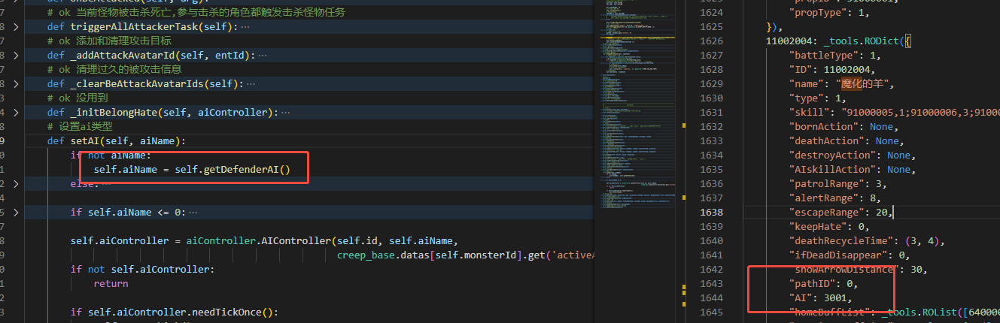 # ok 当前怪物被击杀死亡,参与击杀的角色都触发击杀怪物任务
def triggerAllAttackerTask(self):…
# ok 添加和清理攻击目标
def _addAttackAvatarId(self, entId):…
# ok 清理过久的被攻击信息
def _clearBeAttackAvatarIds(self):…
# ok 没用到
def _initBelongHate(self, aiController):…
# 设置ai类型
def setAI(self, aiName):
if not aiName:
self.aiName = self.getDefenderAI()
else:…
if self.aiName <= 0:…
self.aiController = aiController.AIController(self.id, self.aiName,
creep_base.datas[self.monsterId].get('activeA
if not self.aiController:
return
if self.aiController.needTickOnce():
1624 "propType": 1,
1625 }),
1626 11002004: _tools.RODict({
1627 "battleType": 1,
1628 "ID": 11002004,
1629 "name": "魔化的羊",
1630 "type": 1,
1631 "skill": "91000005,1;91000006,3;91000
1632 "bornAction": None,
1633 "deathAction": None,
1634 "destroyAction": None,
1635 "AIskillAction": None,
1636 "patrolRange": 3,
1637 "alertRange": 8,
1638 "escapeRange": 20,
1639 "keepHate": 0,
1640 "deathRecycleTime": (3, 4),
1641 "ifDeadDisappear": 0,
1642 "showArrowDistance": 30,
1643 "pathID": 0,
1644 "AI": 3001,
1645 "homeBuffList": _tools.ROList([640000